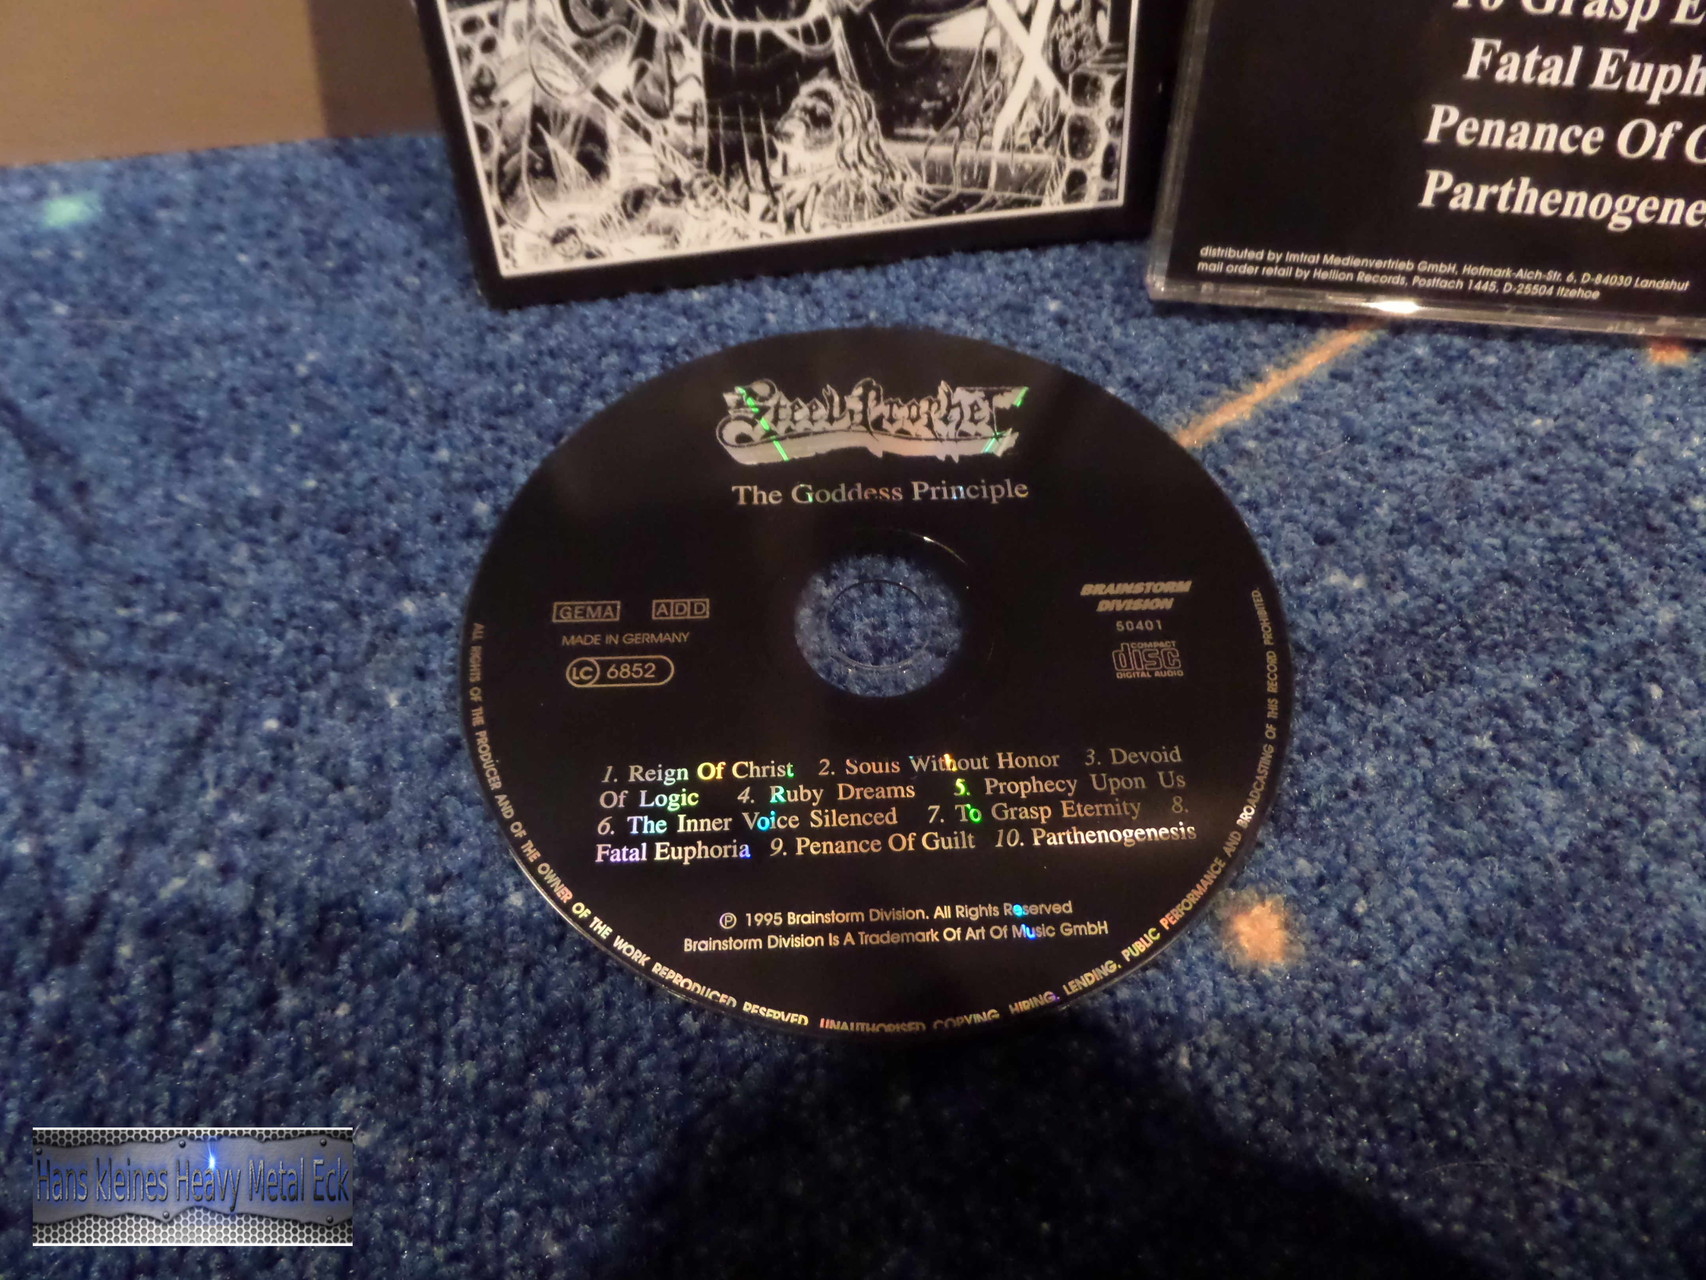 To Grasp E
Fatal Euph
Penance Of
Parthenogene
distributed by Imtrat Medienvertrieb GmbH, Hofmark-Aich-Str. 6, D-84030 Landshut
mail order retail by Hellion Records, Postfach 1445, D-25504 Itzehoe
Steel Prophet
The Goddess Principle
GEMA ADD
MADE IN GERMANY
LC 6852
BRAINSTORM
DIVISION
50401
COMPACT
disc
DIGITAL AUDIO
1. Reign Of Christ 2. Souls Without Honor 3. Devoid
Of Logic 4. Ruby Dreams 5. Prophecy Upon Us
6. The Inner Voice Silenced 7. To Grasp Eternity 8.
Fatal Euphoria 9. Penance Of Guilt 10. Parthenogenesis
℗ 1995 Brainstorm Division. All Rights Reserved
Brainstorm Division Is A Trademark Of Art Of Music GmbH
ALL RIGHTS OF THE PRODUCER AND OF THE OWNER OF THE WORK REPRODUCED RESERVED. UNAUTHORISED COPYING, HIRING, LENDING, PUBLIC PERFORMANCE AND BROADCASTING OF THIS RECORD PROHIBITED.
Hans kleines Heavy Metal Eck